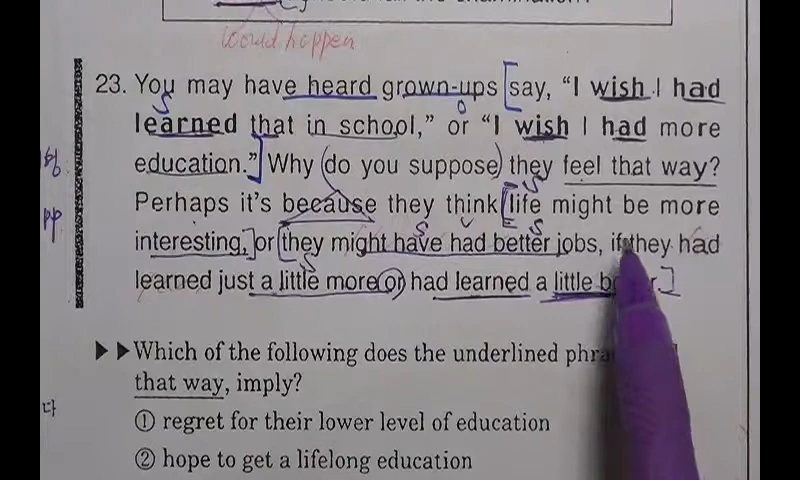 would happen
23. You may have heard grown-ups say, "I wish I had
learned that in school," or "I wish I had more
education." Why do you suppose they feel that way?
Perhaps it's because they think life might be more
interesting, or they might have had better jobs, if they had
learned just a little more or had learned a little
▶ ▶ Which of the following does the underlined
that way, imply?
① regret for their lower level of education
② hope to get a lifelong education
S
O
S
S V S
S
pp
다